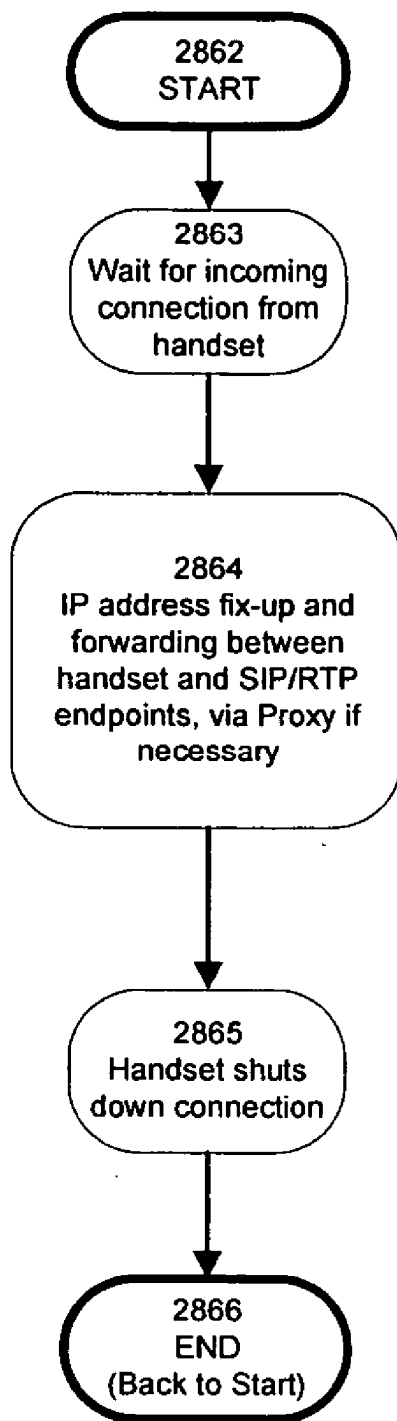 2862
START
2863
Wait for incoming
connection from
handset
2864
IP address fix-up and
forwarding between
handset and SIP/RTP
endpoints, via Proxy if
necessary
2865
Handset shuts
down connection
2866
END
(Back to Start)